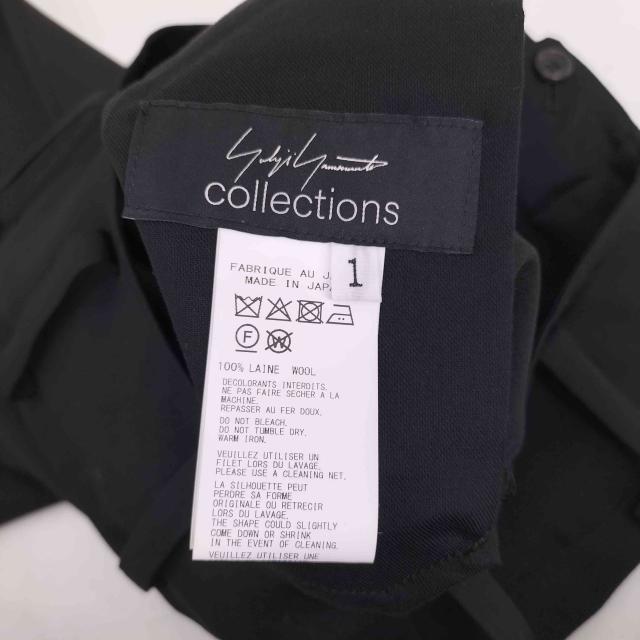 Yohji Yamamoto
collections
1
FABRIQUE AU
MADE IN
F
W
100% LAINE WOOL
DECOLORANTS INTERDITS.
NE PAS FAIRE SECHER A LA
MACHINE.
REPASSER AU FER DOUX.
DO NOT BLEACH.
DO NOT TUMBLE DRY.
WARM IRON.
VEUILLEZ UTILISER UN
FILET LORS DU LAVAGE.
PLEASE USE A CLEANING NET.
LA SILHOUETTE PEUT
PERDRE SA FORME
ORIGINALE OU RETRECIR
LORS DU LAVAGE.
THE SHAPE COULD SLIGHTLY
COME DOWN OR SHRINK
IN THE EVENT OF CLEANING.
VEUILLEZ UTILISER UNE